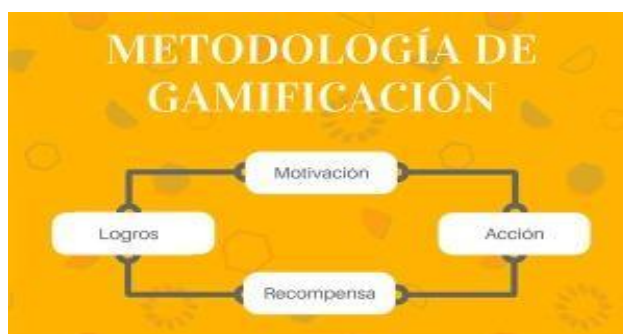 METODOLOGÍA DE
GAMIFICACIÓN
Motivación
Logros
Acción
Recompensa